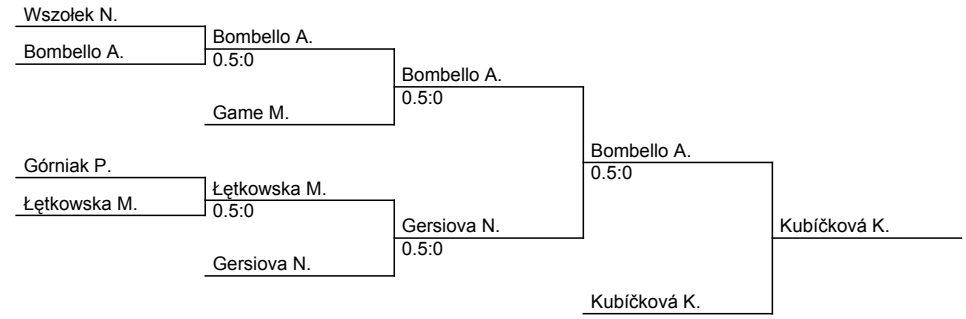 Wszołek N.
Bombello A.
Bombello A.
0.5:0
Bombello A.
0.5:0
Game M.
Bombello A.
0.5:0
Górniak P.
Łętkowska M.
Łętkowska M.
0.5:0
Gersiova N.
0.5:0
Kubíčková K.
Gersiova N.
Kubíčková K.